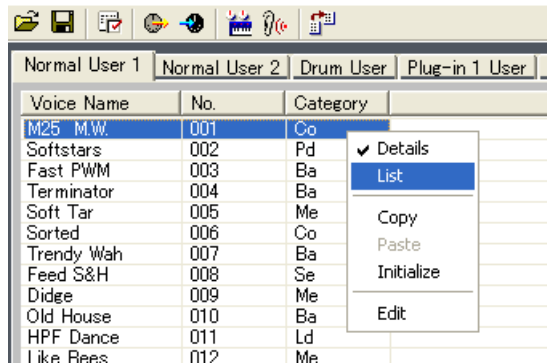 Normal User 1 Normal User 2 Drum User Plug-in 1 User
Voice Name No. Category
M25 M.W. 001 Co
Softstars 002 Pd
Fast PWM 003 Ba
Terminator 004 Ba
Soft Tar 005 Me
Sorted 006 Co
Trendy Wah 007 Ba
Feed S&H 008 Se
Didge 009 Me
Old House 010 Ba
HPF Dance 011 Ld
Like Bees 012 Me
Details
List
Copy
Paste
Initialize
Edit